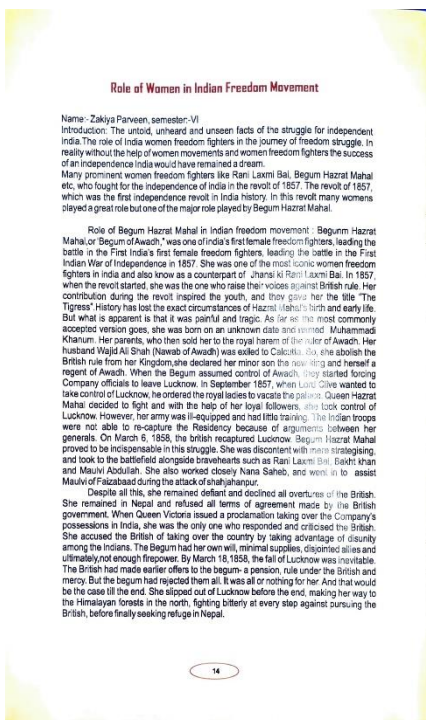 Role of Women in Indian Freedom Movement
Name:- Zakiya Parveen, semester:-VI
Introduction: The untold, unheard and unseen facts of the struggle for independent
India.The role of India women freedom fighters in the journey of freedom struggle. In
reality without the help of women movements and women freedom fighters the success
of an independence India would have remained a dream.
Many prominent women freedom fighters like Rani Laxmi Bai, Begum Hazrat Mahal
etc, who fought for the independence of india in the revolt of 1857. The revolt of 1857,
which was the first independence revolt in India history. In this revolt many womens
played a great role but one of the major role played by Begum Hazrat Mahal.
Role of Begum Hazrat Mahal in Indian freedom movement : Begunm Hazrat
Mahal,or 'Begum of Awadh," was one of india's first female freedom fighters, leading the
battle in the First India's first female freedom fighters, leading the battle in the First
Indian War of Independence in 1857. She was one of the most iconic women freedom
fighters in india and also know as a counterpart of Jhansi ki Rani Laxmi Bai. In 1857,
when the revolt started, she was the one who raise their voices against British rule. Her
contribution during the revolt inspired the youth, and they gave her the title "The
Tigress".History has lost the exact circumstances of Hazrat Mahal's birth and early life.
But what is apparent is that it was painful and tragic. As far as the most commonly
accepted version goes, she was born on an unknown date and named Muhammadi
Khanum. Her parents, who then sold her to the royal harem of the ruler of Awadh. Her
husband Wajid Ali Shah (Nawab of Awadh) was exiled to Calcutta. So, she abolish the
British rule from her Kingdom,she declared her minor son the new king and herself a
regent of Awadh. When the Begum assumed control of Awadh, they started forcing
Company officials to leave Lucknow. In September 1857, when Lord Clive wanted to
take control of Lucknow, he ordered the royal ladies to vacate the palace. Queen Hazrat
Mahal decided to fight and with the help of her loyal followers, she took control of
Lucknow. However, her army was ill-equipped and had little training. The Indian troops
were not able to re-capture the Residency because of arguments between her
generals. On March 6, 1858, the british recaptured Lucknow. Begum Hazrat Mahal
proved to be indispensable in this struggle. She was discontent with mere strategising,
and took to the battlefield alongside bravehearts such as Rani Laxmi Bai, Bakht khan
and Maulvi Abdullah. She also worked closely Nana Saheb, and went in to assist
Maulvi of Faizabaad during the attack of shahjahanpur.
Despite all this, she remained defiant and declined all overtures of the British.
She remained in Nepal and refused all terms of agreement made by the British
government. When Queen Victoria issued a proclamation taking over the Company's
possessions in India, she was the only one who responded and criticised the British.
She accused the British of taking over the country by taking advantage of disunity
among the Indians. The Begum had her own will, minimal supplies, disjointed allies and
ultimately,not enough firepower. By March 18,1858, the fall of Lucknow was inevitable.
The British had made earlier offers to the begum- a pension, rule under the British and
mercy. But the begum had rejected them all. It was all or nothing for her. And that would
be the case till the end. She slipped out of Lucknow before the end, making her way to
the Himalayan forests in the north, fighting bitterly at every step against pursuing the
British, before finally seeking refuge in Nepal.
14